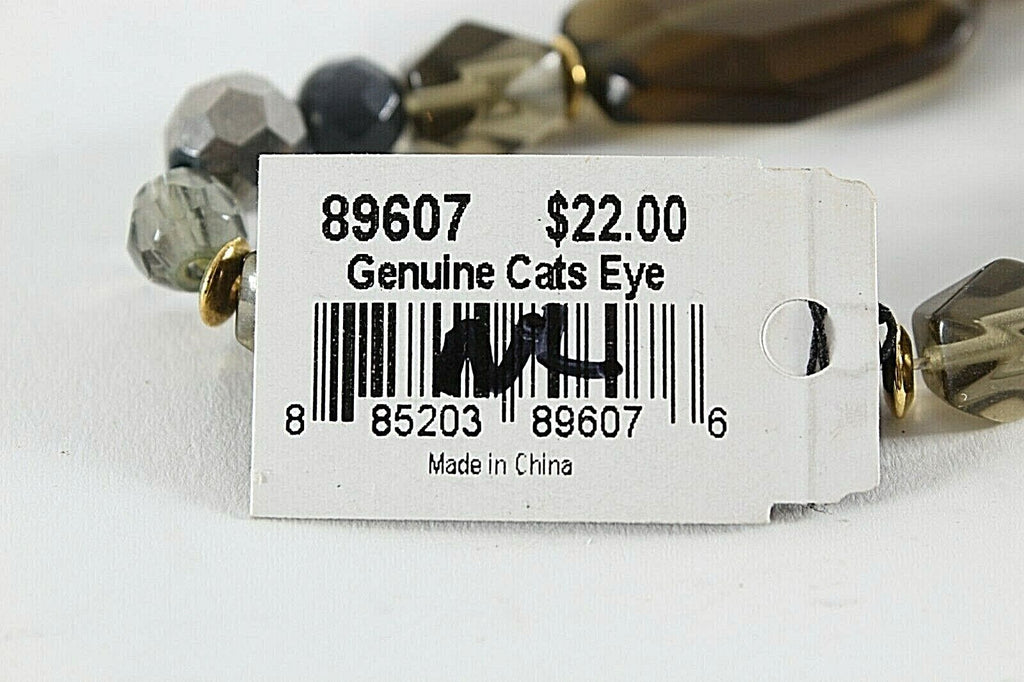 89607 $22.00
Genuine Cats Eye
8 85203 89607 6
Made in China